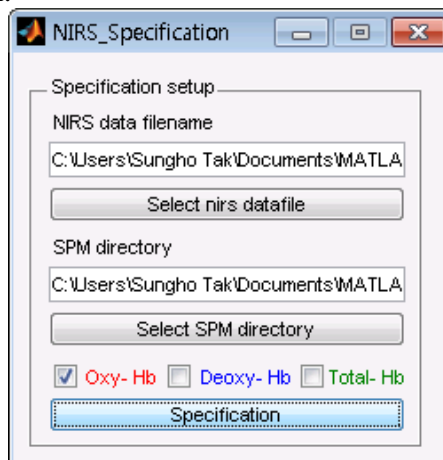 NIRS_Specification
Specification setup
NIRS data filename
C:\Users\Sungho Tak\Documents\MATLA
Select nirs datafile
SPM directory
C:\Users\Sungho Tak\Documents\MATLA
Select SPM directory
Oxy- Hb Deoxy- Hb Total- Hb
Specification